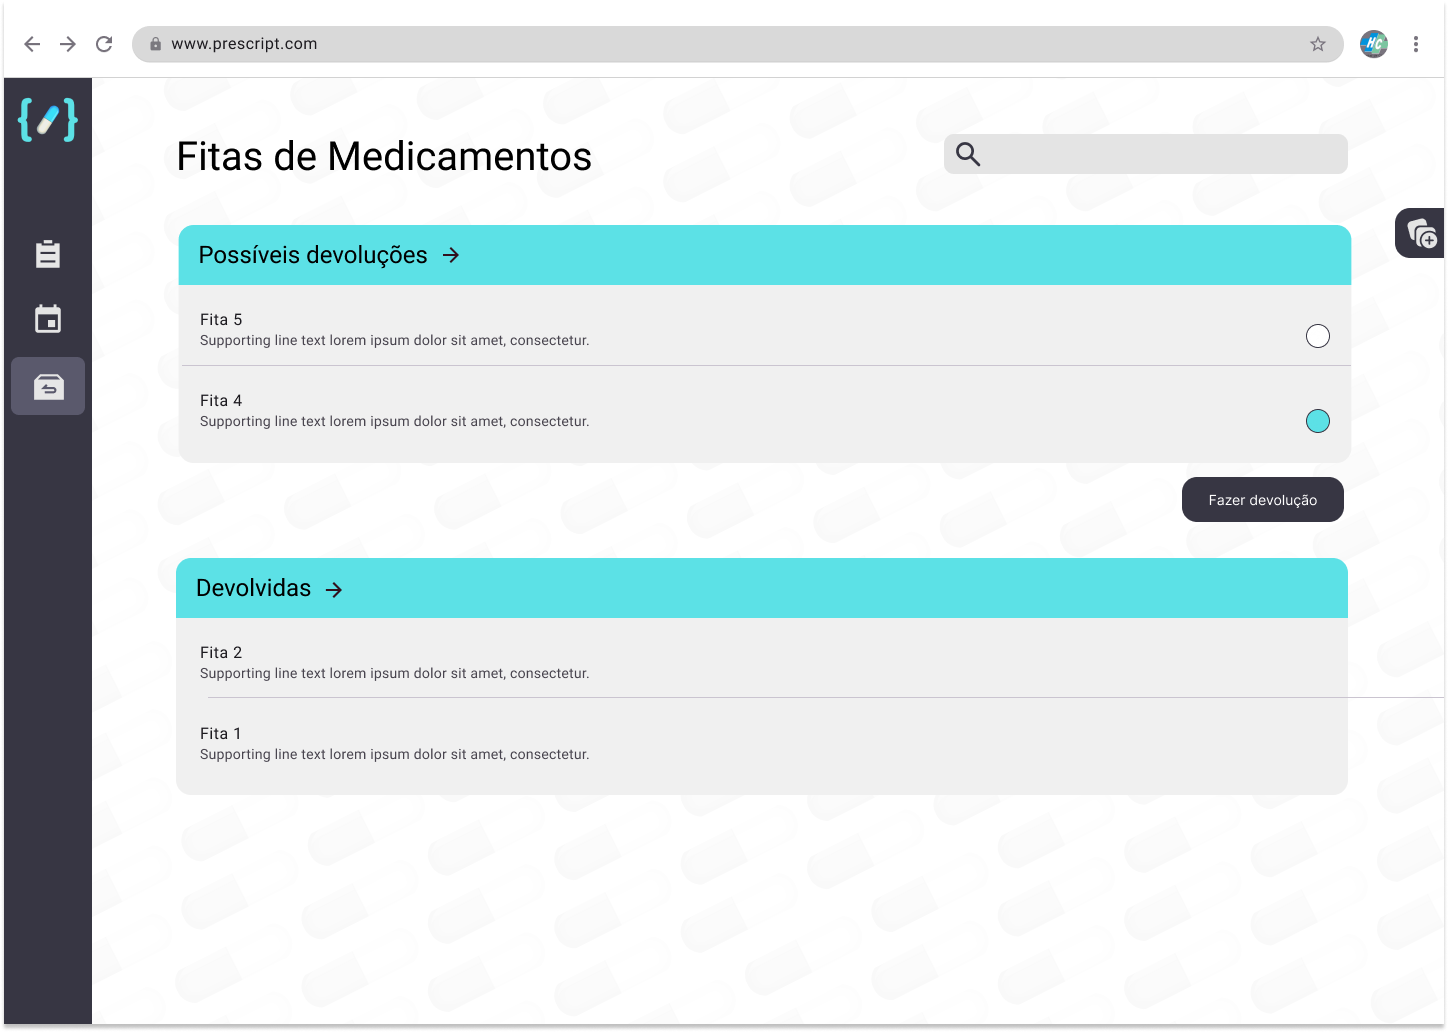 www.prescript.com
HC
Fitas de Medicamentos
Possíveis devoluções
Fita 5
Supporting line text lorem ipsum dolor sit amet, consectetur.
Fita 4
Supporting line text lorem ipsum dolor sit amet, consectetur.
Fazer devolução
Devolvidas
Fita 2
Supporting line text lorem ipsum dolor sit amet, consectetur.
Fita 1
Supporting line text lorem ipsum dolor sit amet, consectetur.